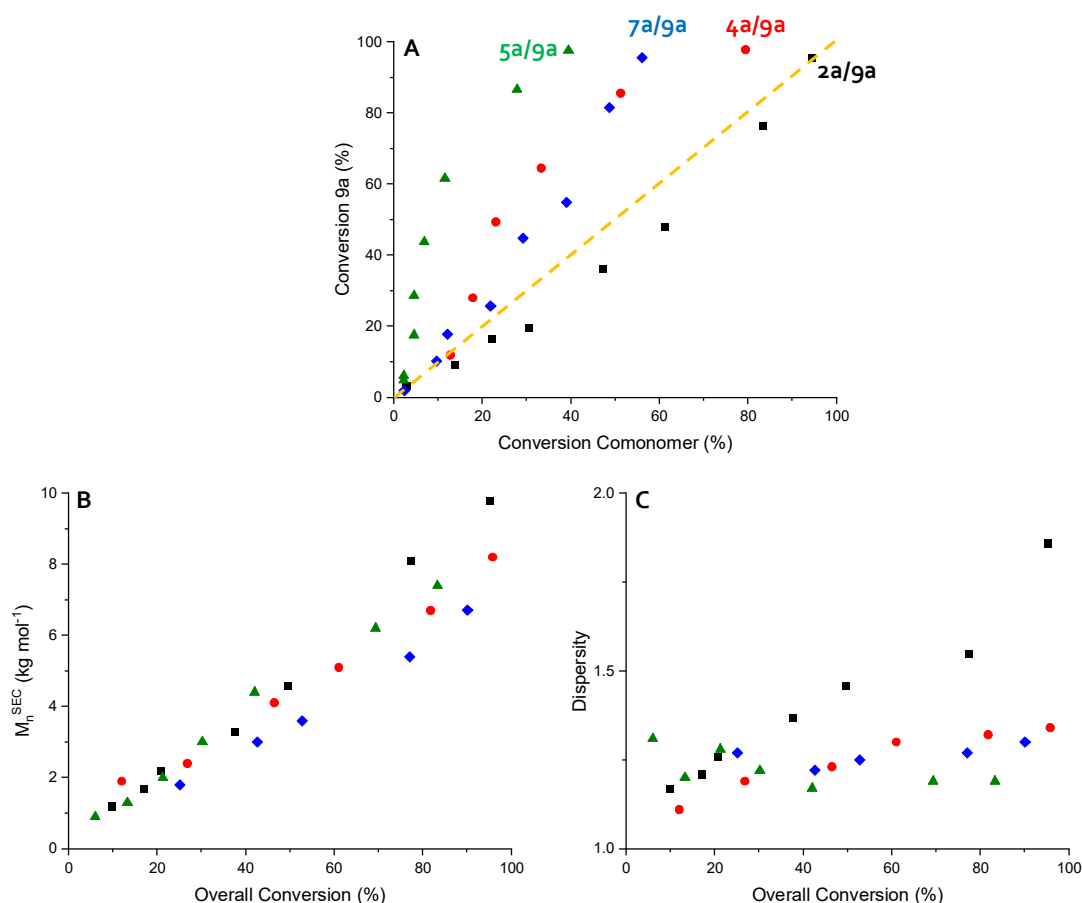 A
5a/9a
7a/9a
4a/9a
2a/9a
100
80
60
40
20
0
Conversion 9a (%)
0 20 40 60 80 100
Conversion Comonomer (%)
B
10
8
6
4
2
0
Mₙ^SEC (kg mol⁻¹)
0 20 40 60 80 100
Overall Conversion (%)
C
2.0
1.5
1.0
Dispersity
0 20 40 60 80 100
Overall Conversion (%)